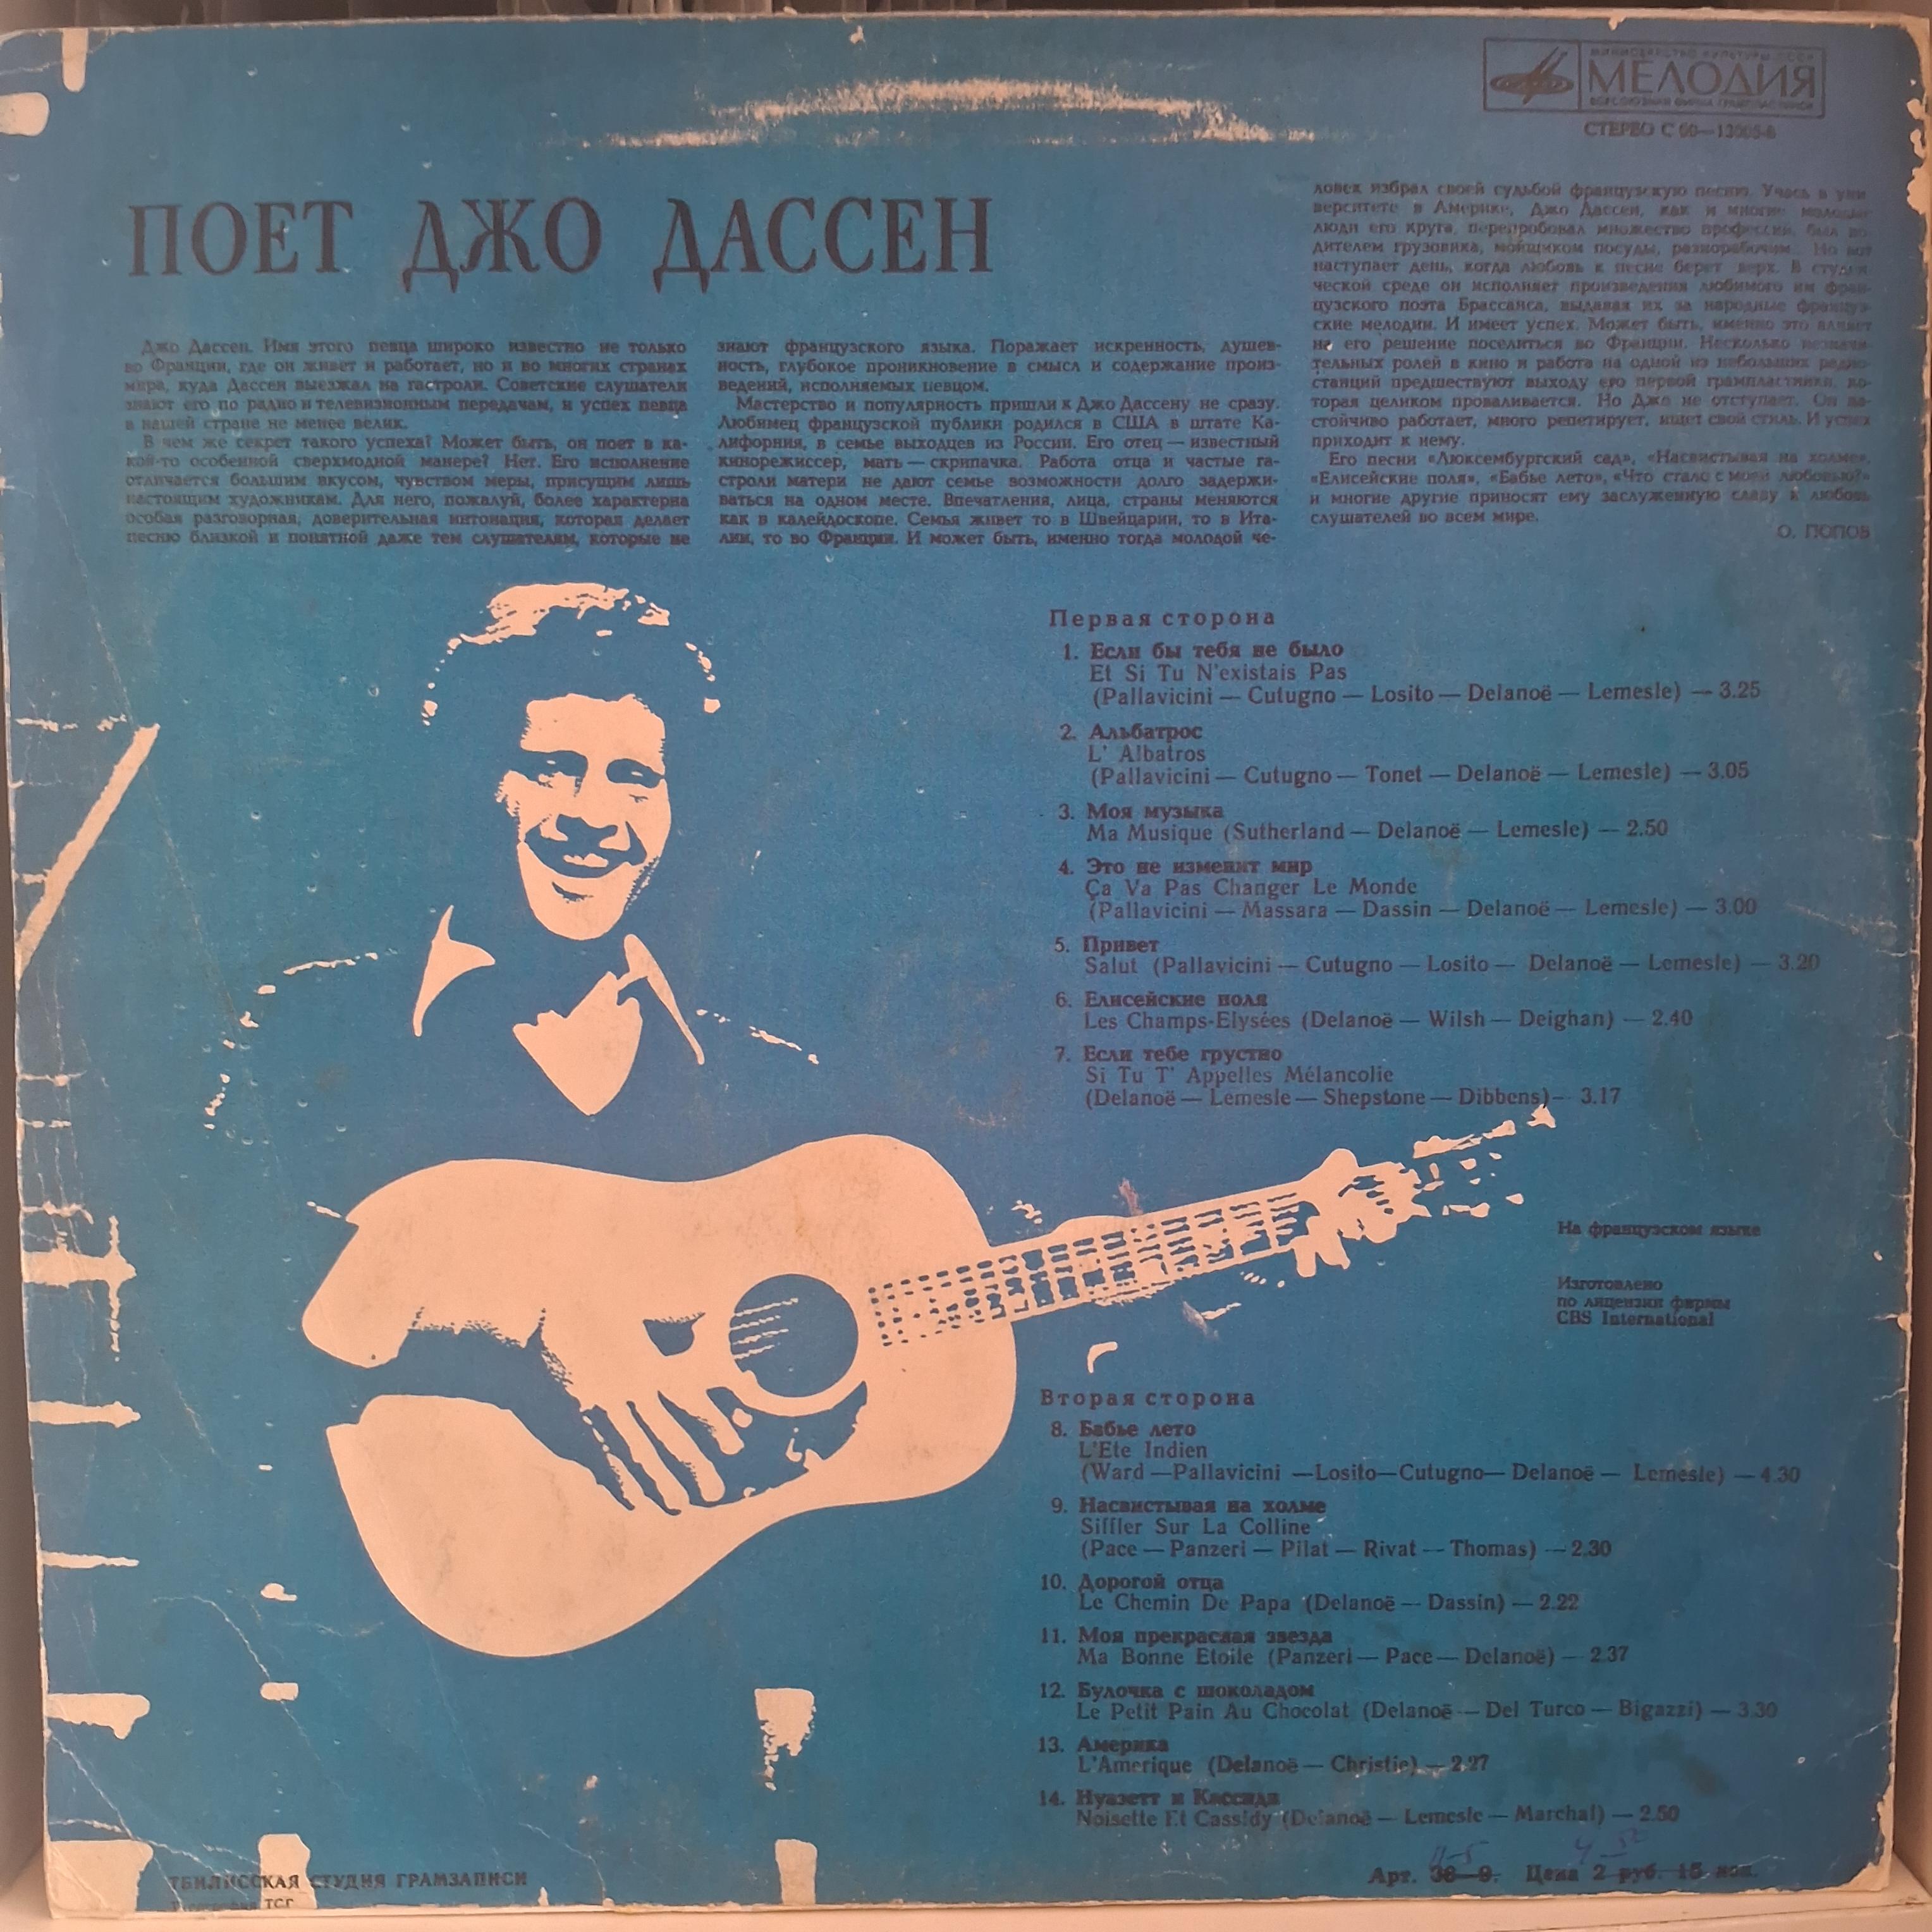 МИНИСТЕРСТВО КУЛЬТУРЫ СССР
МЕЛОДИЯ
ВСЕСОЮЗНАЯ ФИРМА ГРАМПЛАСТИНОК
СТЕРЕО С 60—
ПОЕТ ДЖО ДАССЕН
Джо Дассен. Имя этого певца широко известно не только
во Франции, где он живет и работает, но и во многих странах
мира, куда Дассен выезжал на гастроли. Советские слушатели
знают его по радио и телевизионным передачам, и успех певца
в нашей стране не менее велик.
В чем же секрет такого успеха? Может быть, он поет в ка-
кой-то особенной сверхмодной манере? Нет. Его исполнение
отличается большим вкусом, чувством меры, присущим лишь
настоящим художникам. Для него, пожалуй, более характерна
особая разговорная, доверительная интонация, которая делает
песню близкой и понятной даже тем слушателям, которые не
знают французского языка. Поражает искренность, душев-
ность, глубокое проникновение в смысл и содержание произ-
ведений, исполняемых певцом.
Мастерство и популярность пришли к Джо Дассену не сразу.
Любимец французской публики родился в США в штате Ка-
лифорния, в семье выходцев из России. Его отец — известный
кинорежиссер, мать — скрипачка. Работа отца и частые га-
строли матери не дают семье возможности долго задержи-
ваться на одном месте. Впечатления, лица, страны меняются
как в калейдоскопе. Семья живет то в Швейцарии, то в Ита-
лии, то во Франции. И может быть, именно тогда молодой че-
ловек избрал своей судьбой французскую песню. Учась в уни-
верситете в Америке, Джо Дассен, как и многие молодые
люди его круга, перепробовал множество профессий, был во-
дителем грузовика, мойщиком посуды, разнорабочим. Но вот
наступает день, когда любовь к песне берет верх. В студен-
ческой среде он исполняет произведения любимого им фран-
цузского поэта Брассанса, выдавая их за народные француз-
ские мелодии. И имеет успех. Может быть, именно это влияет
на его решение поселиться во Франции. Несколько незначи-
тельных ролей в кино и работа на одной из небольших радио-
станций предшествуют выходу его первой грампластинки, ко-
торая целиком проваливается. Но Джо не отступает. Он на-
стойчиво работает, много репетирует, ищет свой стиль. И успех
приходит к нему.
Его песни «Люксембургский сад», «Насвистывая на холме»,
«Елисейские поля», «Бабье лето», «Что стало с моей любовью?»
и многие другие приносят ему заслуженную славу и любовь
слушателей во всем мире.
О. ПОПОВ
Первая сторона
1. Если бы тебя не было
Et Si Tu N'existais Pas
(Pallavicini — Cutugno — Losito — Delanoë — Lemesle) — 3.25
2. Альбатрос
L' Albatros
(Pallavicini — Cutugno — Tonet — Delanoë — Lemesle) — 3.05
3. Моя музыка
Ma Musique (Sutherland — Delanoë — Lemesle) — 2.50
4. Это не изменит мир
Ça Va Pas Changer Le Monde
(Pallavicini — Massara — Dassin — Delanoë — Lemesle) — 3.00
5. Привет
Salut (Pallavicini — Cutugno — Losito — Delanoë — Lemesle) — 3.20
6. Елисейские поля
Les Champs-Elysées (Delanoë — Wilsh — Deighan) — 2.40
7. Если тебе грустно
Si Tu T' Appelles Mélancolie
(Delanoë — Lemesle — Shepstone — Dibbens) — 3.17
На французском языке
Изготовлено
по лицензии фирмы
CBS International
Вторая сторона
8. Бабье лето
L'Ete Indien
(Ward —Pallavicini —Losito—Cutugno— Delanoë — Lemesle) — 4.30
9. Насвистывая на холме
Siffler Sur La Colline
(Pace — Panzeri — Pilat — Rivat — Thomas) — 2.30
10. Дорогой отца
Le Chemin De Papa (Delanoë — Dassin) — 2.22
11. Моя прекрасная звезда
Ma Bonne Etoile (Panzeri — Pace — Delanoë) — 2.37
12. Булочка с шоколадом
Le Petit Pain Au Chocolat (Delanoë — Del Turco — Bigazzi) — 3.30
13. Америка
L'Amerique (Delanoë — Christie) — 2.27
14. Нуазетт и Кассиди
Noisette Et Cassidy (Delanoë — Lemesle — Marchal) — 2.50
11-5
Арт. 36—9. Цена 2 руб. 15 коп.
ТБИЛИССКАЯ СТУДИЯ ГРАМЗАПИСИ
ТСГ